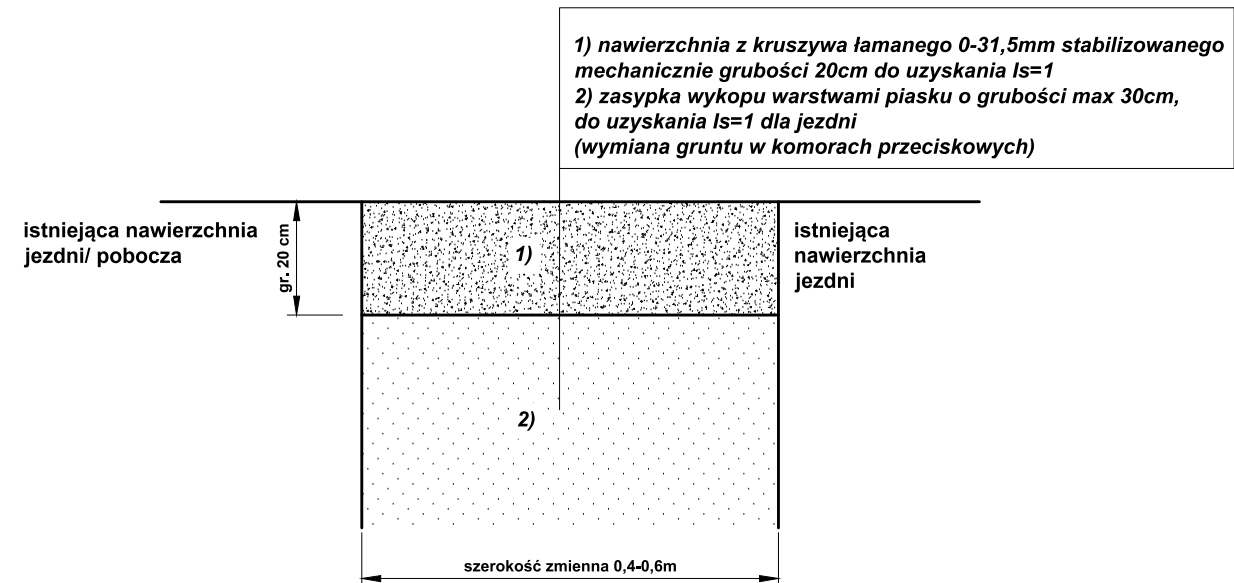 1) nawierzchnia z kruszywa łamanego 0-31,5mm stabilizowanego
mechanicznie grubości 20cm do uzyskania Is=1
2) zasypka wykopu warstwami piasku o grubości max 30cm,
do uzyskania Is=1 dla jezdni
(wymiana gruntu w komorach przeciskowych)
istniejąca nawierzchnia
jezdni/ pobocza
gr. 20 cm
1)
istniejąca
nawierzchnia
jezdni
2)
szerokość zmienna 0,4-0,6m